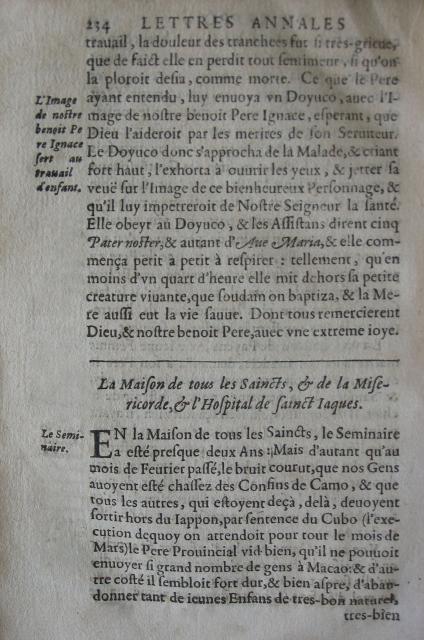 234 LETTRES ANNALES
trauail, la douleur des tranchees fut si tres-grieue,
que de faict elle en perdit tout sentiment, si qu'on
la ploroit desia, comme morte. Ce que le Pere
ayant entendu, luy enuoya vn Doyuco, auec l'I-
mage de nostre benoit Pere Ignace, esperant, que
Dieu l'aideroit par les merites de son Seruiteur.
Le Doyuco donc s'approcha de la Malade, & criant
fort haut, l'exhorta a ouurir les yeux, & jetter sa
veuë sur l'Image de ce bienheureux Personnage, &
qu'il luy impetreroit de Nostre Seigneur la santé.
Elle obeyt au Doyuco, & les Assistans dirent cinq
Pater noster, & autant d'Aue Maria, & elle com-
mença petit à petit à respirer: tellement, qu'en
moins d'vn quart d'heure elle mit dehors sa petite
creature viuante, que soudain on baptiza, & la Me-
re aussi eut la vie sauue. Dont tous remercierent
Dieu, & nostre benoit Pere, auec vne extreme ioye.
L'Image
de nostre
benoit Pe
re Ignace
sert au
trauail
d'enfant.
La Maison de tous les Saincts, & de la Mise-
ricorde, & l'Hospital de sainct Iaques.
Le Semi-
naire.
EN la Maison de tous les Saincts, le Seminaire
a esté presque deux Ans: Mais d'autant qu'au
mois de Feurier passé, le bruit courut, que nos Gens
auoyent esté chassez des Confins de Camo, & que
tous les autres, qui estoyent deçà, delà, deuoyent
sortir hors du Iappon, par sentence du Cubo (l'exe-
cution dequoy on attendoit pour tout le mois de
Mars) le Pere Prouincial vid bien, qu'il ne pouuoit
enuoyer si grand nombre de gens à Macao: & d'au-
tre costé il sembloit fort dur, & bien aspre, d'aban-
donner tant de ieunes Enfans de tres-bon naturel,
tres-bien